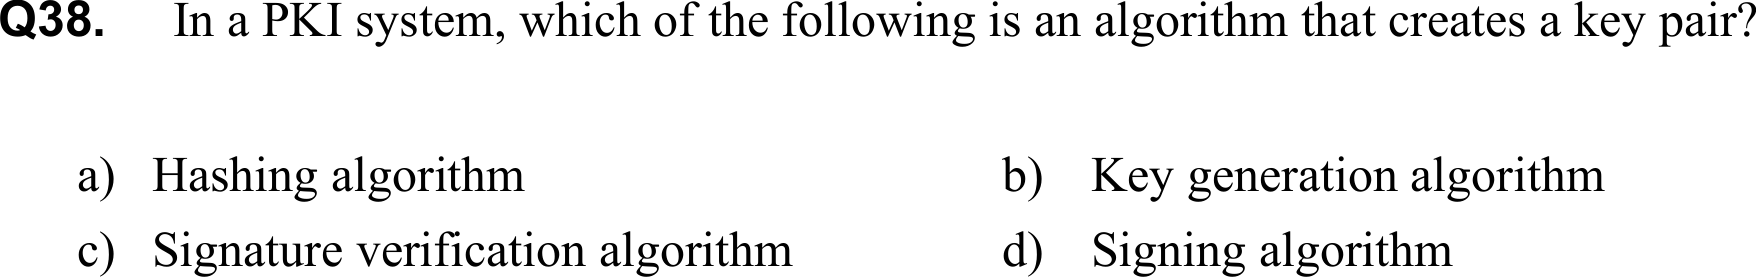 Q38. In a PKI system, which of the following is an algorithm that creates a key pair?
a) Hashing algorithm b) Key generation algorithm
c) Signature verification algorithm d) Signing algorithm